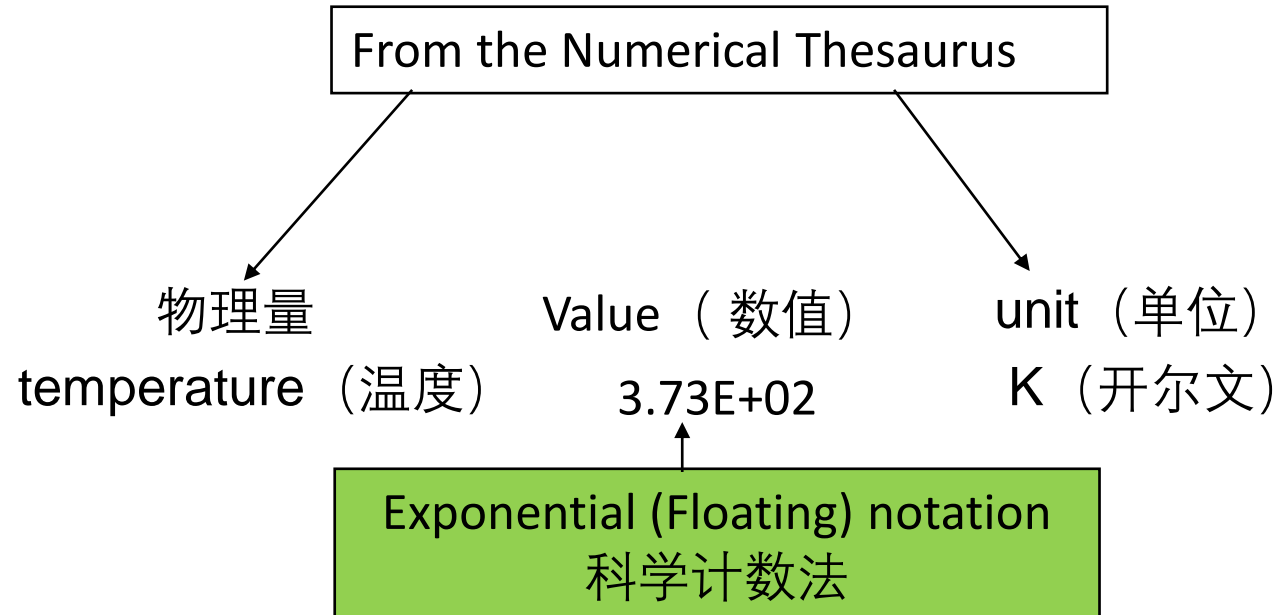 From the Numerical Thesaurus
物理量
Value（ 数值）
unit（单位）
temperature（温度）
3.73E+02
K（开尔文）
Exponential (Floating) notation
科学计数法